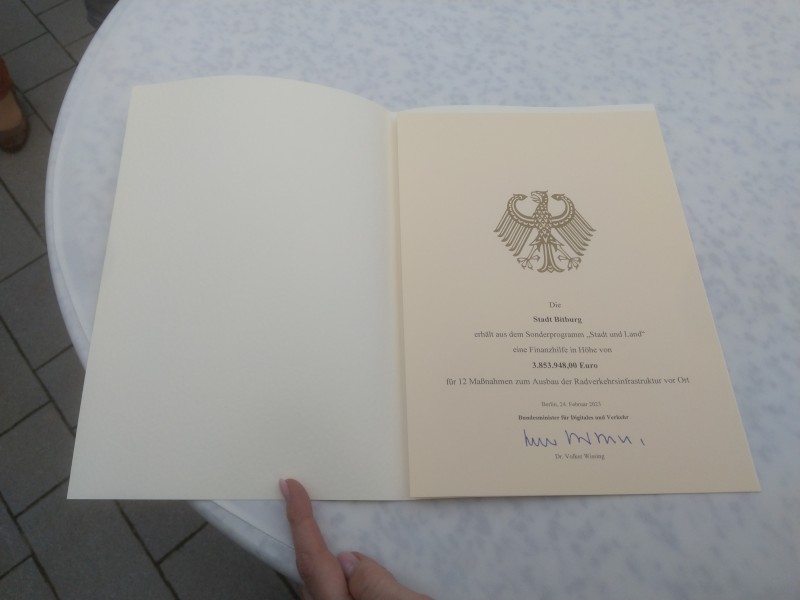 Die
Stadt Bitburg
erhält aus dem Sonderprogramm „Stadt und Land“
eine Finanzhilfe in Höhe von
3.853.948,00 Euro
für 12 Maßnahmen zum Ausbau der Radverkehrsinfrastruktur vor Ort
Berlin, 24. Februar 2023
Bundesminister für Digitales und Verkehr
Dr. Volker Wissing